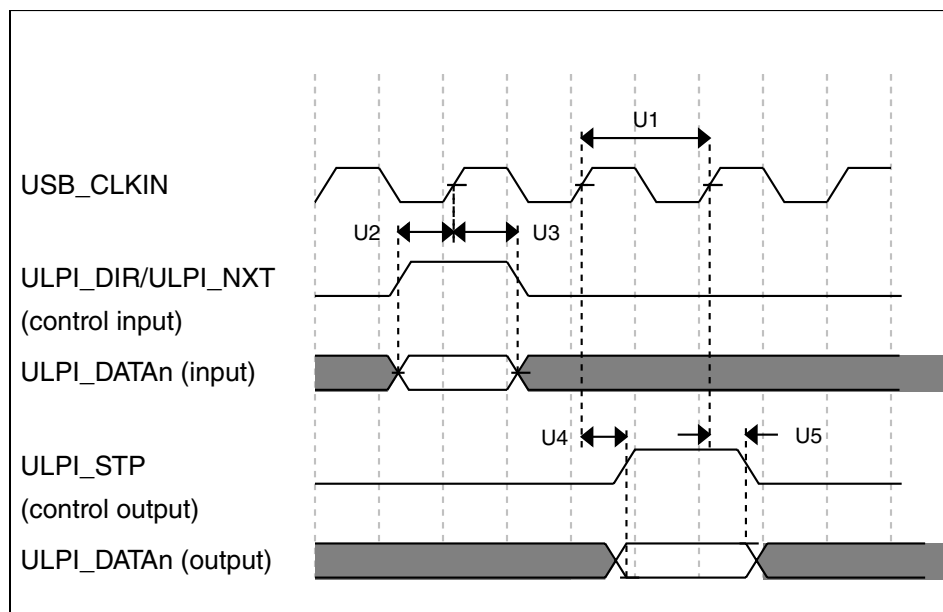 U1
USB_CLKIN
U2
U3
ULPI_DIR/ULPI_NXT
(control input)
ULPI_DATAn (input)
U4
U5
ULPI_STP
(control output)
ULPI_DATAn (output)